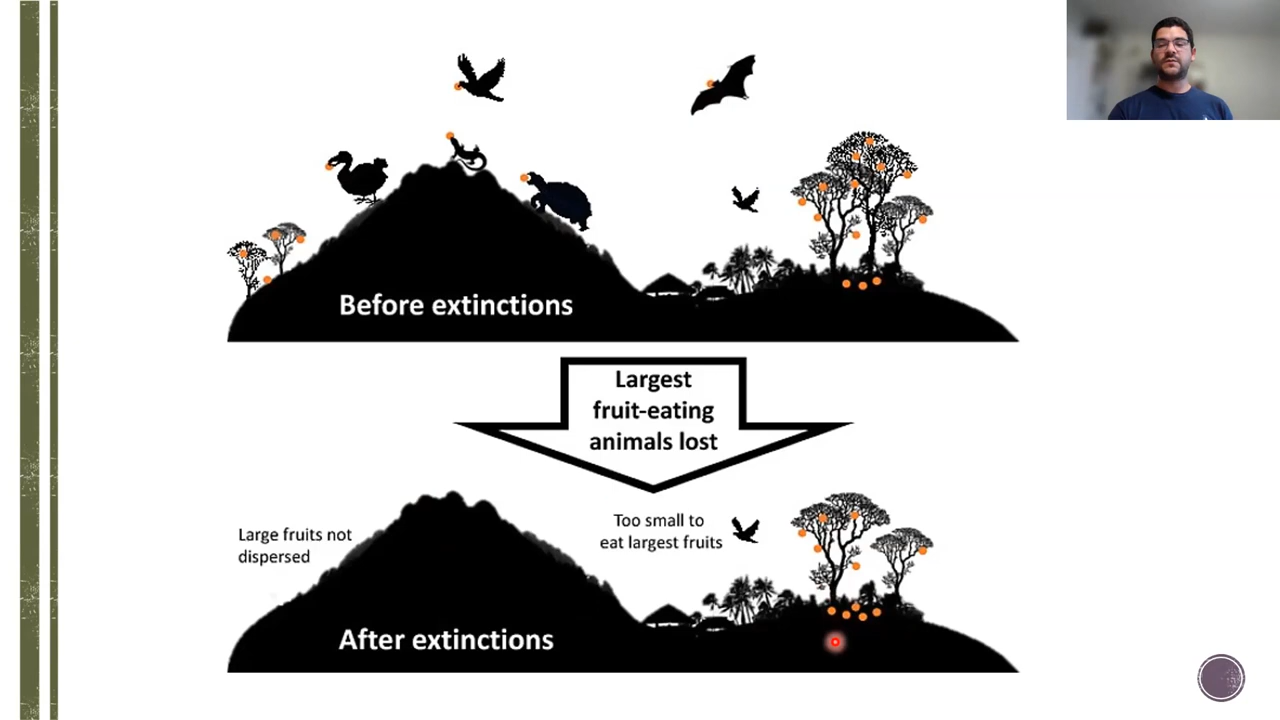 Before extinctions
Largest
fruit-eating
animals lost
Large fruits not
dispersed
Too small to
eat largest fruits
After extinctions